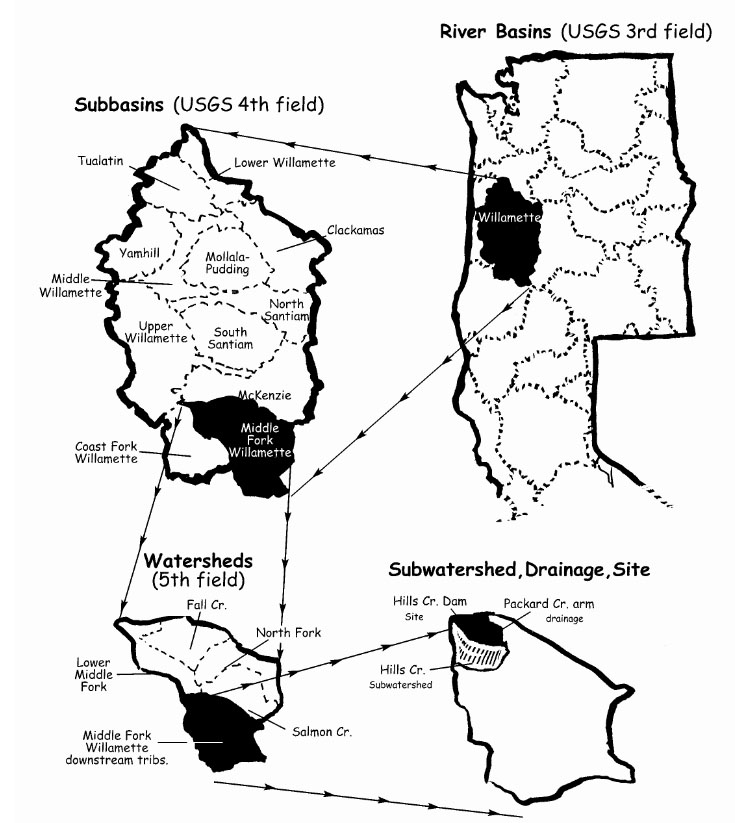 River Basins (USGS 3rd field)
Subbasins (USGS 4th field)
Tualatin
Lower Willamette
Willamette
Clackamas
Yamhill
Mollala-
Pudding
Middle
Willamette
North
Santiam
Upper
Willamette
South
Santiam
McKenzie
Middle
Fork
Willamette
Coast Fork
Willamette
Watersheds
(5th field)
Subwatershed, Drainage, Site
Fall Cr.
Hills Cr. Dam
Site
Packard Cr. arm
drainage
North Fork
Lower
Middle
Fork
Hills Cr.
Subwatershed
Salmon Cr.
Middle Fork
Willamette
downstream tribs.